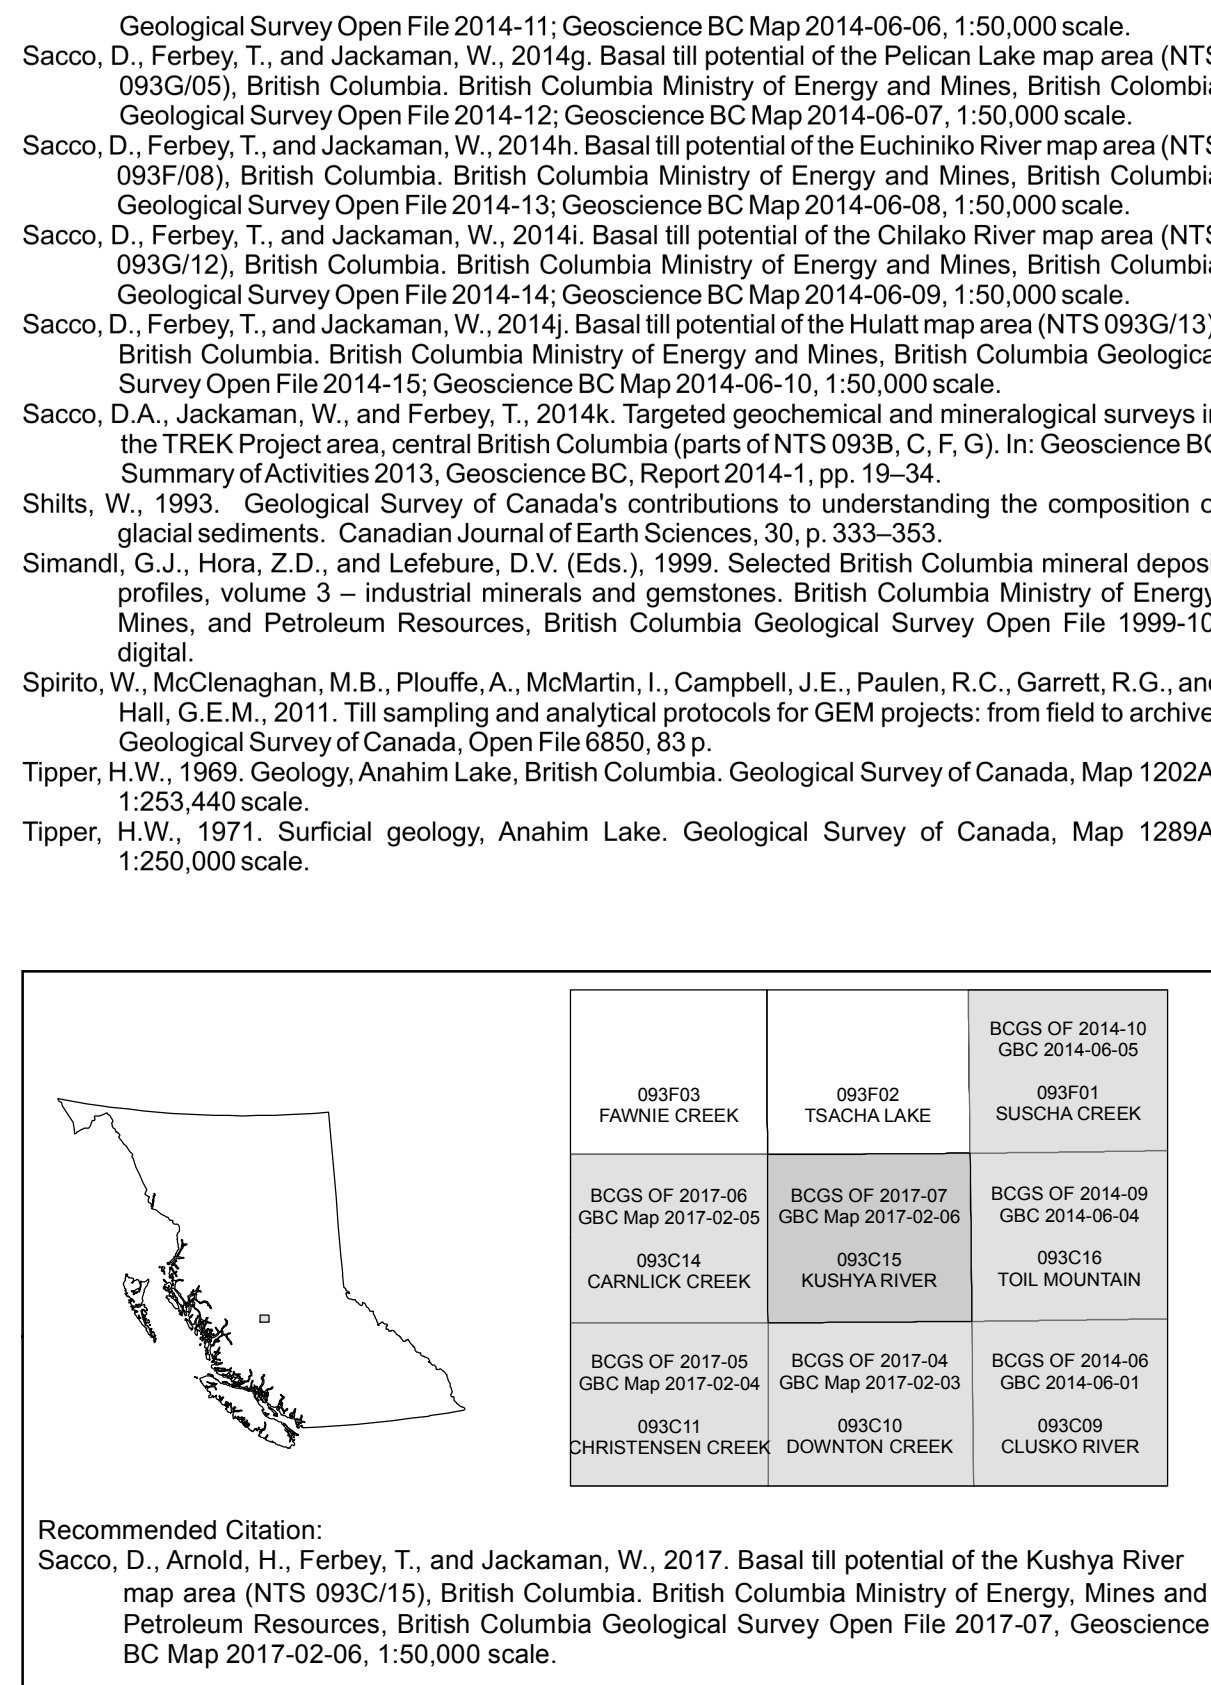 Geological Survey Open File 2014-11; Geoscience BC Map 2014-06-06, 1:50,000 scale.
Sacco, D., Ferbey, T., and Jackaman, W., 2014g. Basal till potential of the Pelican Lake map area (NTS
093G/05), British Columbia. British Columbia Ministry of Energy and Mines, British Colombia
Geological Survey Open File 2014-12; Geoscience BC Map 2014-06-07, 1:50,000 scale.
Sacco, D., Ferbey, T., and Jackaman, W., 2014h. Basal till potential of the Euchiniko River map area (NTS
093F/08), British Columbia. British Columbia Ministry of Energy and Mines, British Columbia
Geological Survey Open File 2014-13; Geoscience BC Map 2014-06-08, 1:50,000 scale.
Sacco, D., Ferbey, T., and Jackaman, W., 2014i. Basal till potential of the Chilako River map area (NTS
093G/12), British Columbia. British Columbia Ministry of Energy and Mines, British Columbia
Geological Survey Open File 2014-14; Geoscience BC Map 2014-06-09, 1:50,000 scale.
Sacco, D., Ferbey, T., and Jackaman, W., 2014j. Basal till potential of the Hulatt map area (NTS 093G/13)
British Columbia. British Columbia Ministry of Energy and Mines, British Columbia Geologica
Survey Open File 2014-15; Geoscience BC Map 2014-06-10, 1:50,000 scale.
Sacco, D.A., Jackaman, W., and Ferbey, T., 2014k. Targeted geochemical and mineralogical surveys in
the TREK Project area, central British Columbia (parts of NTS 093B, C, F, G). In: Geoscience BC
Summary of Activities 2013, Geoscience BC, Report 2014-1, pp. 19–34.
Shilts, W., 1993. Geological Survey of Canada's contributions to understanding the composition o
glacial sediments. Canadian Journal of Earth Sciences, 30, p. 333–353.
Simandl, G.J., Hora, Z.D., and Lefebure, D.V. (Eds.), 1999. Selected British Columbia mineral deposi
profiles, volume 3 – industrial minerals and gemstones. British Columbia Ministry of Energy
Mines, and Petroleum Resources, British Columbia Geological Survey Open File 1999-10
digital.
Spirito, W., McClenaghan, M.B., Plouffe, A., McMartin, I., Campbell, J.E., Paulen, R.C., Garrett, R.G., and
Hall, G.E.M., 2011. Till sampling and analytical protocols for GEM projects: from field to archive
Geological Survey of Canada, Open File 6850, 83 p.
Tipper, H.W., 1969. Geology, Anahim Lake, British Columbia. Geological Survey of Canada, Map 1202A
1:253,440 scale.
Tipper, H.W., 1971. Surficial geology, Anahim Lake. Geological Survey of Canada, Map 1289A
1:250,000 scale.
093F03
FAWNIE CREEK
093F02
TSACHA LAKE
BCGS OF 2014-10
GBC 2014-06-05
093F01
SUSCHA CREEK
BCGS OF 2017-06
GBC Map 2017-02-05
093C14
CARNLICK CREEK
BCGS OF 2017-07
GBC Map 2017-02-06
093C15
KUSHYA RIVER
BCGS OF 2014-09
GBC 2014-06-04
093C16
TOIL MOUNTAIN
BCGS OF 2017-05
GBC Map 2017-02-04
093C11
CHRISTENSEN CREEK
BCGS OF 2017-04
GBC Map 2017-02-03
093C10
DOWNTON CREEK
BCGS OF 2014-06
GBC 2014-06-01
093C09
CLUSKO RIVER
Recommended Citation:
Sacco, D., Arnold, H., Ferbey, T., and Jackaman, W., 2017. Basal till potential of the Kushya River
map area (NTS 093C/15), British Columbia. British Columbia Ministry of Energy, Mines and
Petroleum Resources, British Columbia Geological Survey Open File 2017-07, Geoscience
BC Map 2017-02-06, 1:50,000 scale.